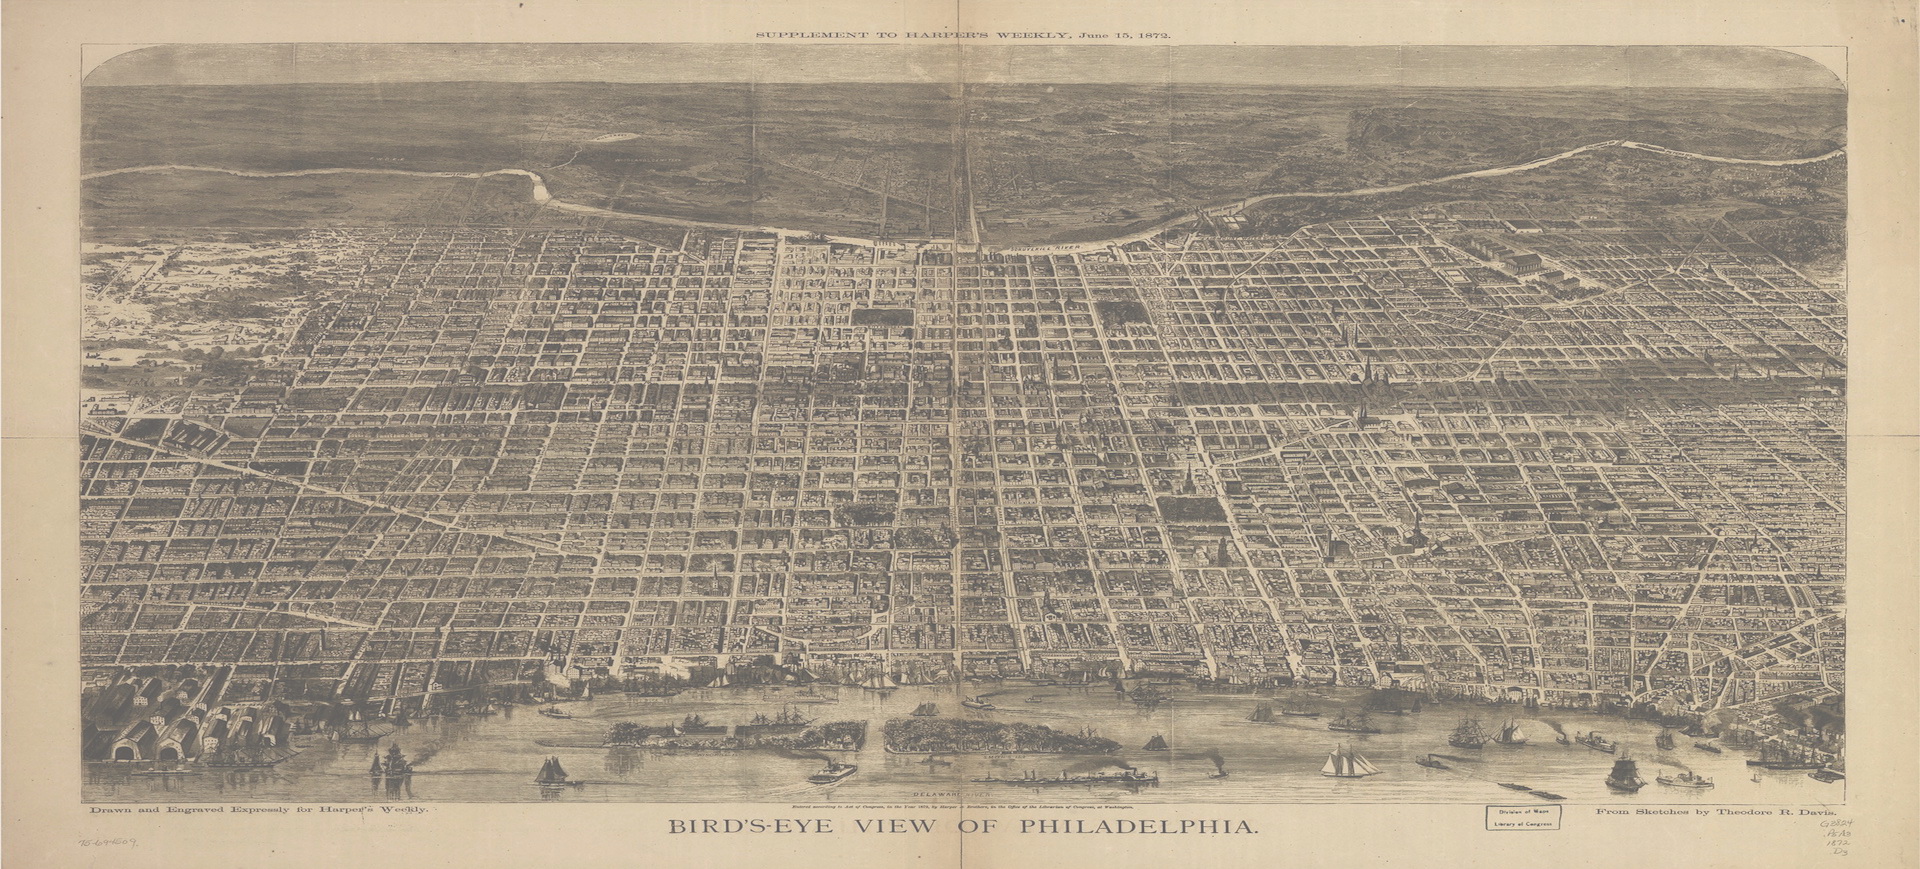 SUPPLEMENT TO HARPER'S WEEKLY, June 15, 1872.
SCHUYLKILL RIVER
DELAWARE RIVER
Drawn and Engraved Expressly for Harper's Weekly.
Entered according to Act of Congress, in the Year 1872, by Harper & Brothers, in the Office of the Librarian of Congress, at Washington.
From Sketches by Theodore R. Davis.
BIRD'S-EYE VIEW OF PHILADELPHIA.
Division of Maps
Library of Congress
G3824
.P5A3
1872
.D3